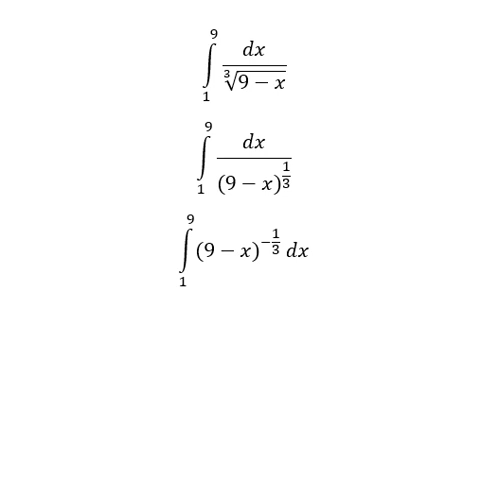 ∫₁⁹ dx / ∛(9 − x)
∫₁⁹ dx / (9 − x)^(1/3)
∫₁⁹ (9 − x)^(−1/3) dx